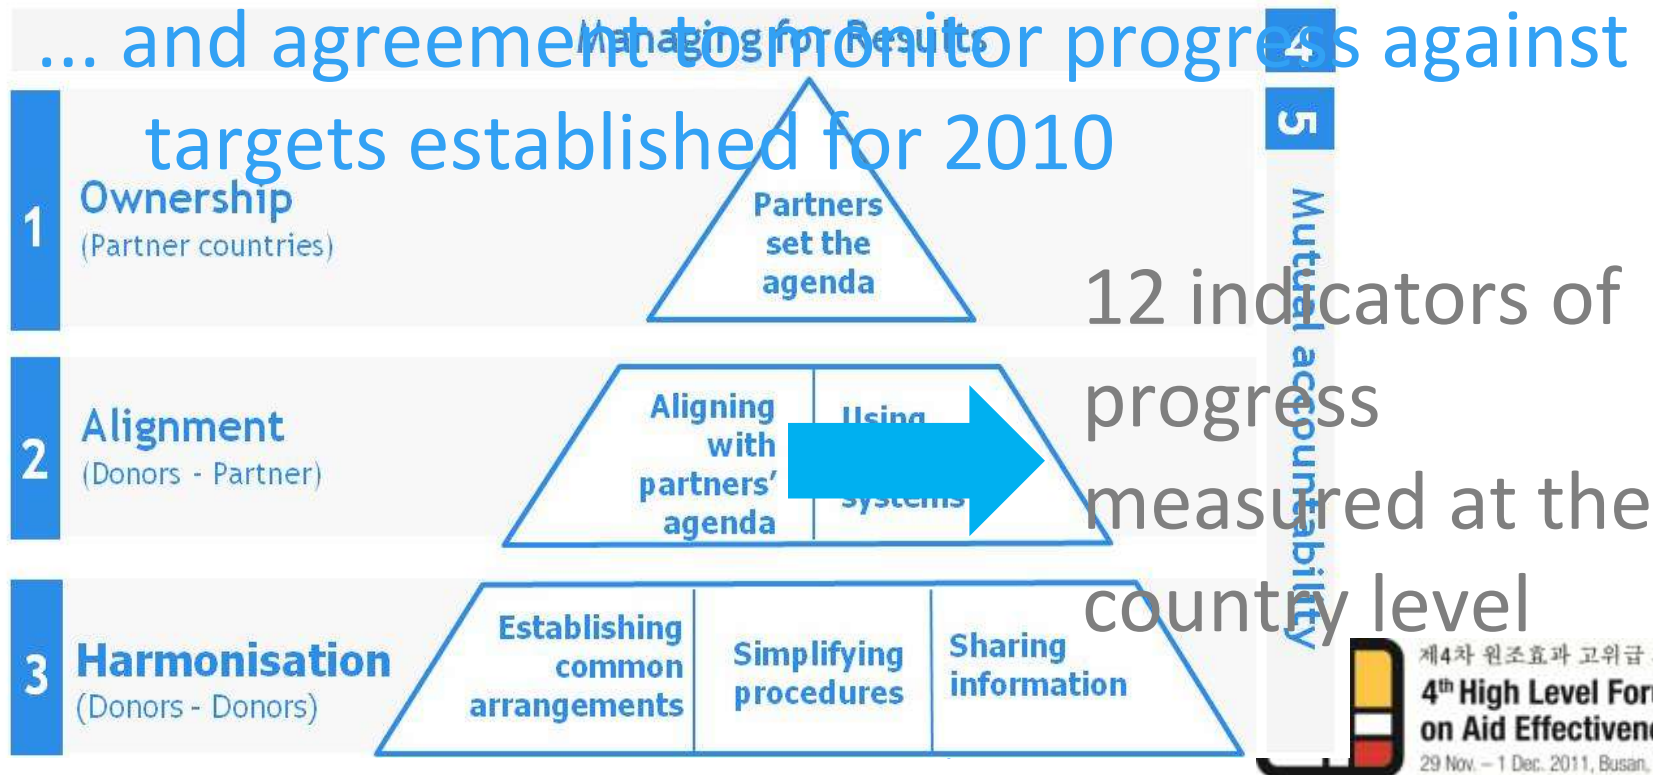 ... and agreement to monitor progress against
targets established for 2010
Managing for Results
4
5
Mutual accountability
1
Ownership
(Partner countries)
Partners
set the
agenda
12 indicators of
progress
measured at the
country level
2
Alignment
(Donors - Partner)
Aligning
with
partners’
agenda
Using
systems
3
Harmonisation
(Donors - Donors)
Establishing
common
arrangements
Simplifying
procedures
Sharing
information
제4차 원조효과 고위급
4th High Level For
on Aid Effectiven
29 Nov. – 1 Dec. 2011, Busan,